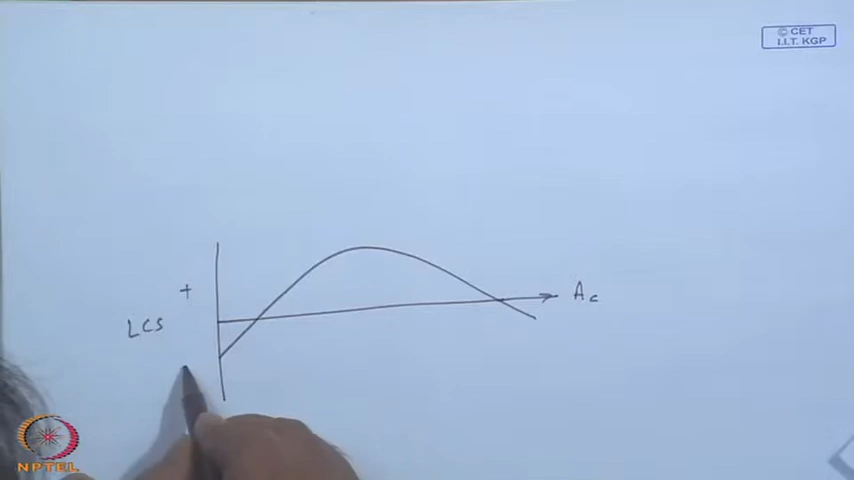 © CET
I.I.T. KGP
+
LCS
Ac
NPTEL